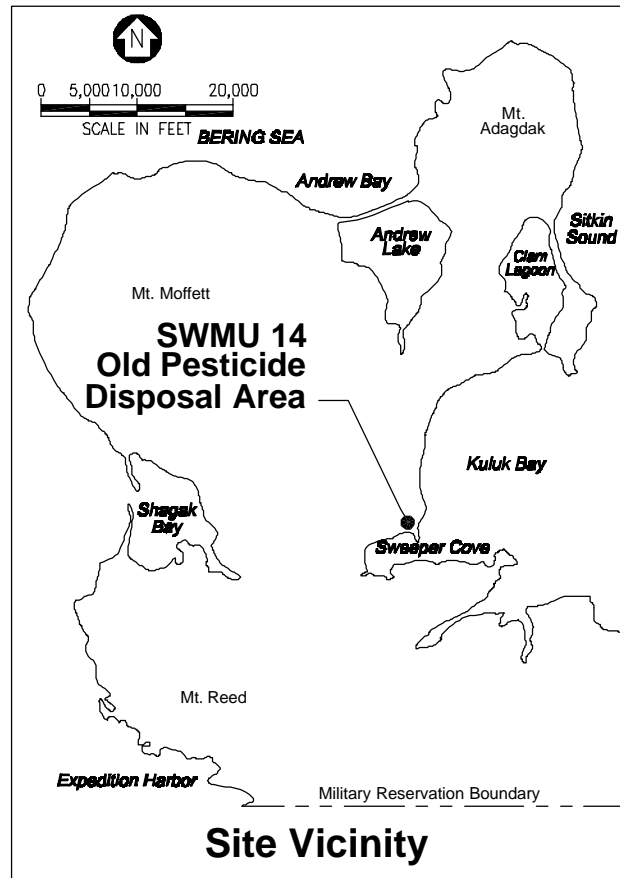 N
0 5,000 10,000 20,000
SCALE IN FEET
BERING SEA
Mt.
Adagdak
Andrew Bay
Andrew
Lake
Sitkin
Sound
Clam
Lagoon
Mt. Moffett
SWMU 14
Old Pesticide
Disposal Area
Kuluk Bay
Shagak
Bay
Sweeper Cove
Mt. Reed
Expedition Harbor
Military Reservation Boundary
Site Vicinity